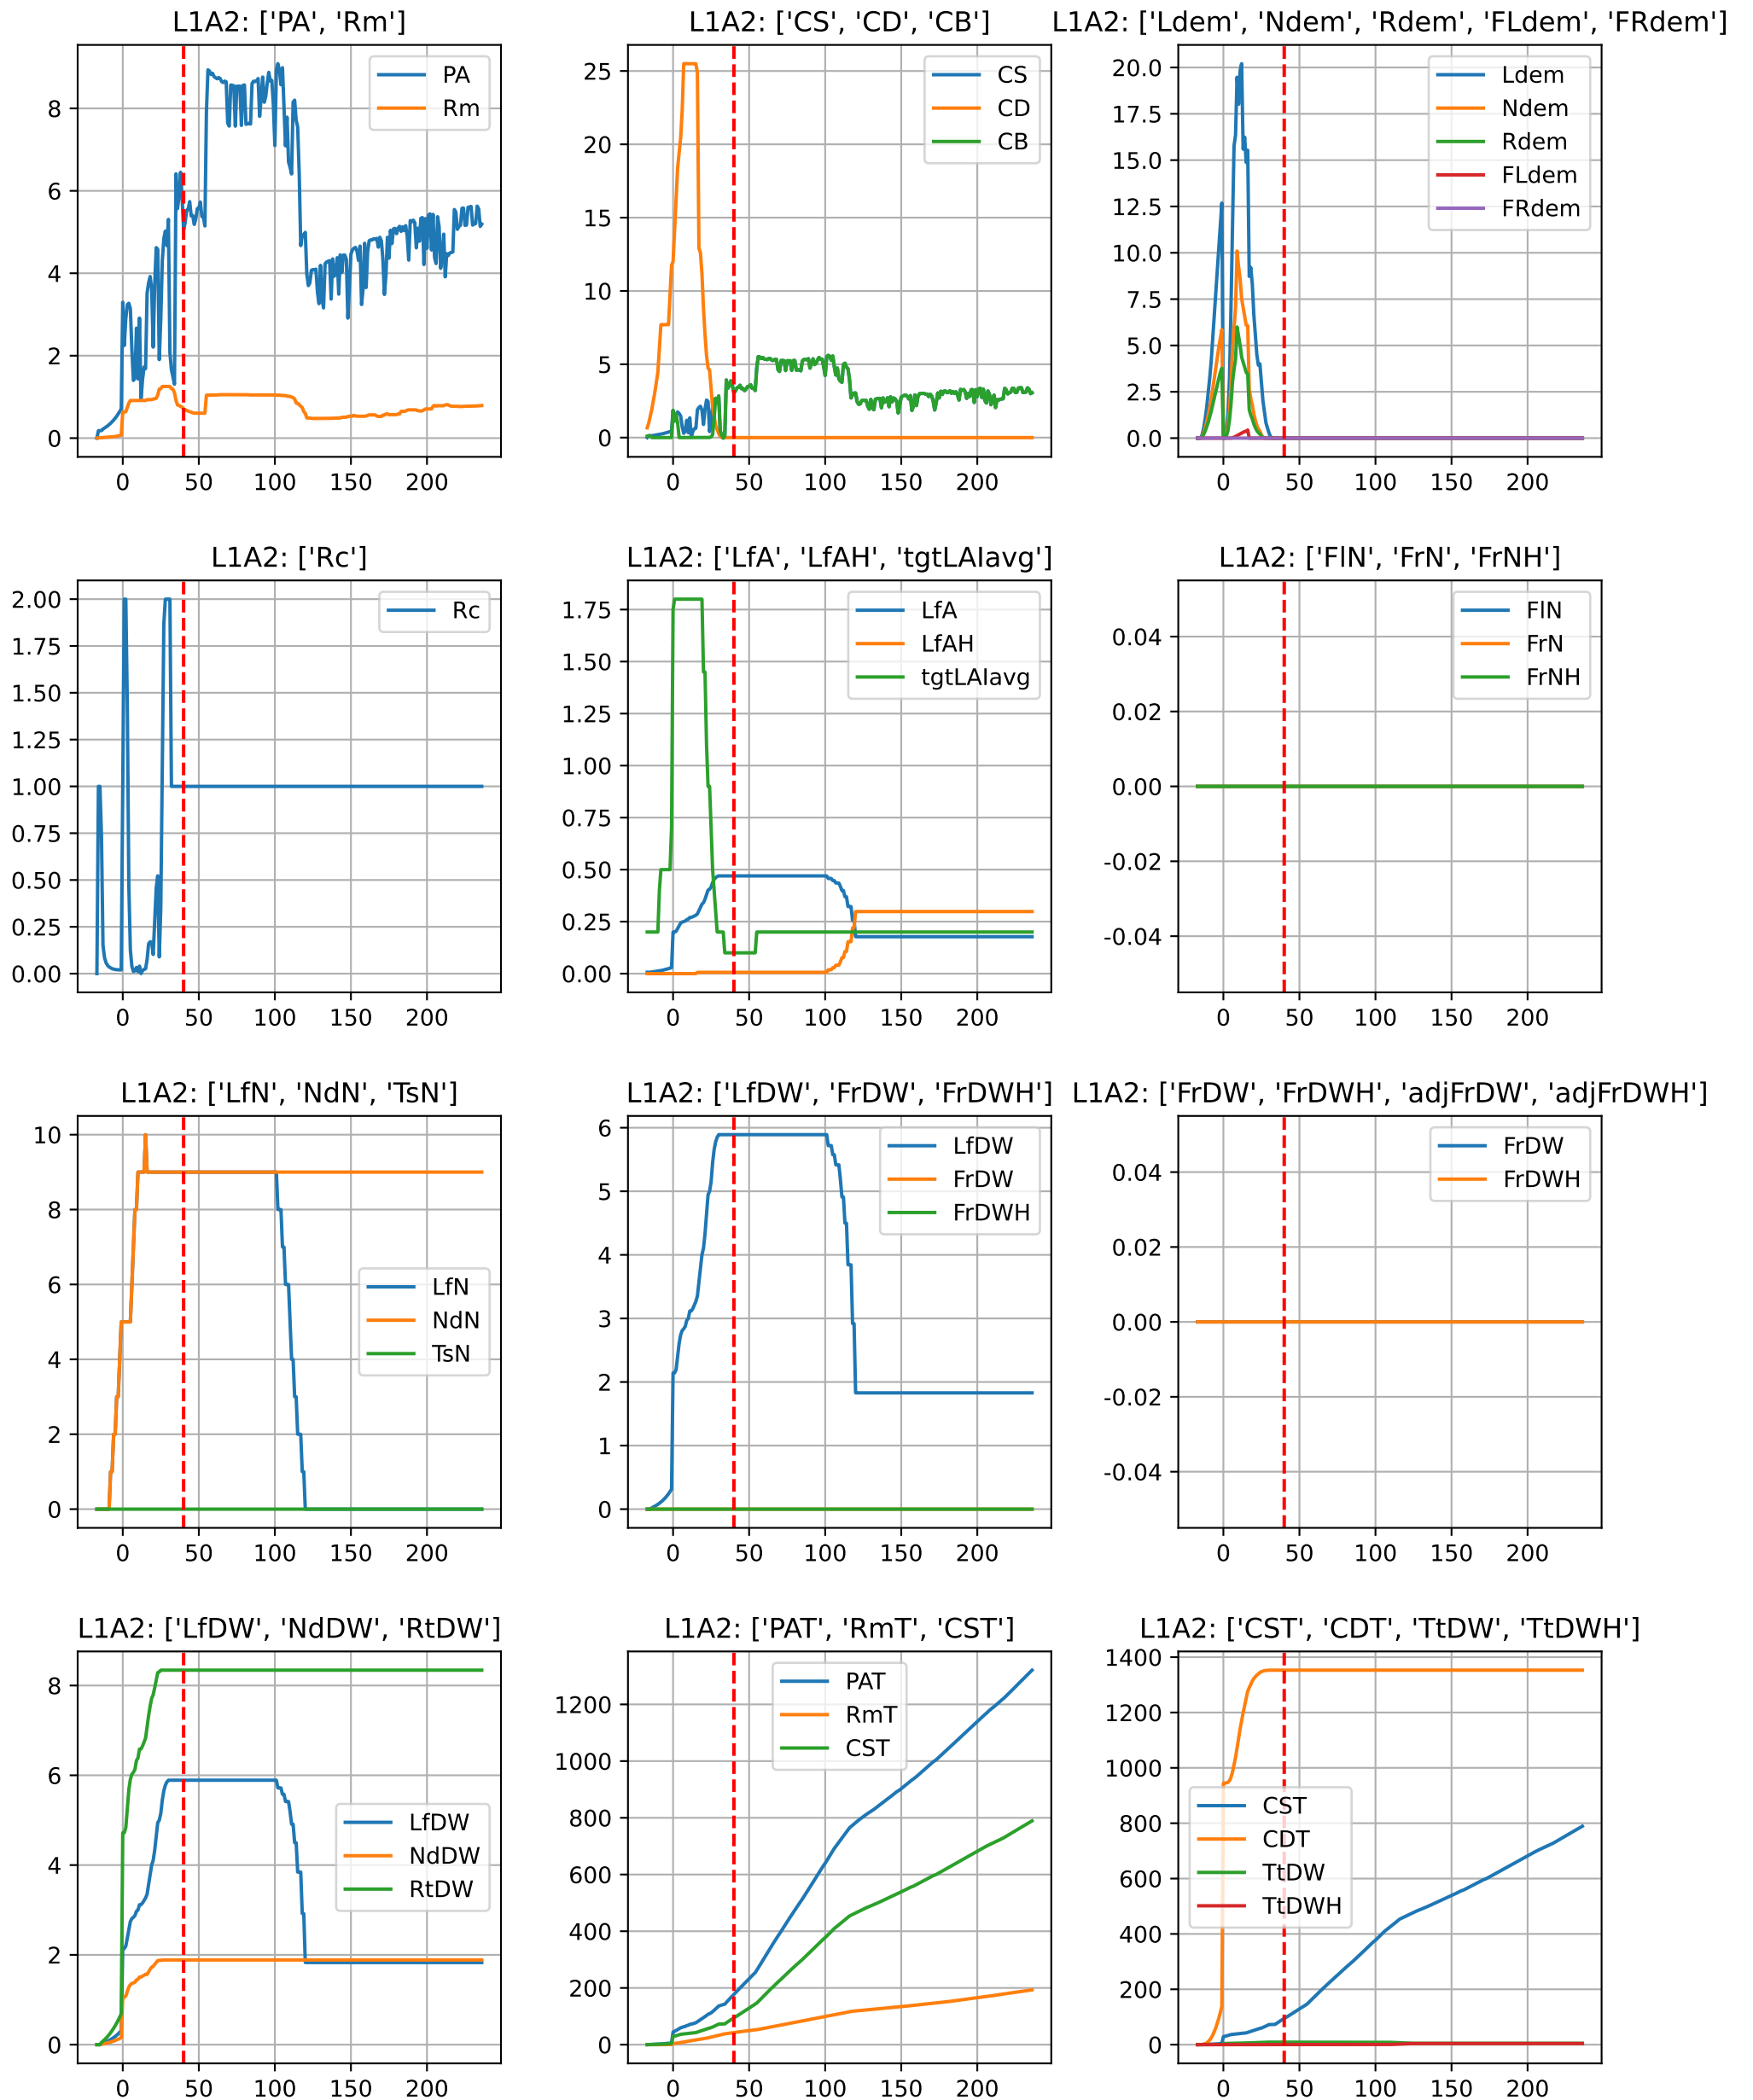 L1A2: ['PA', 'Rm']
8
6
4
2
0
0 50 100 150 200
PA
Rm
L1A2: ['CS', 'CD', 'CB']
25
20
15
10
5
0
0 50 100 150 200
CS
CD
CB
L1A2: ['Ldem', 'Ndem', 'Rdem', 'FLdem', 'FRdem']
20.0
17.5
15.0
12.5
10.0
7.5
5.0
2.5
0.0
0 50 100 150 200
Ldem
Ndem
Rdem
FLdem
FRdem
L1A2: ['Rc']
2.00
1.75
1.50
1.25
1.00
0.75
0.50
0.25
0.00
0 50 100 150 200
Rc
L1A2: ['LfA', 'LfAH', 'tgtLAIavg']
1.75
1.50
1.25
1.00
0.75
0.50
0.25
0.00
0 50 100 150 200
LfA
LfAH
tgtLAIavg
L1A2: ['FlN', 'FrN', 'FrNH']
0.04
0.02
0.00
-0.02
-0.04
0 50 100 150 200
FlN
FrN
FrNH
L1A2: ['LfN', 'NdN', 'TsN']
10
8
6
4
2
0
0 50 100 150 200
LfN
NdN
TsN
L1A2: ['LfDW', 'FrDW', 'FrDWH']
6
5
4
3
2
1
0
0 50 100 150 200
LfDW
FrDW
FrDWH
L1A2: ['FrDW', 'FrDWH', 'adjFrDW', 'adjFrDWH']
0.04
0.02
0.00
-0.02
-0.04
0 50 100 150 200
FrDW
FrDWH
L1A2: ['LfDW', 'NdDW', 'RtDW']
8
6
4
2
0
0 50 100 150 200
LfDW
NdDW
RtDW
L1A2: ['PAT', 'RmT', 'CST']
1200
1000
800
600
400
200
0
0 50 100 150 200
PAT
RmT
CST
L1A2: ['CST', 'CDT', 'TtDW', 'TtDWH']
1400
1200
1000
800
600
400
200
0
0 50 100 150 200
CST
CDT
TtDW
TtDWH